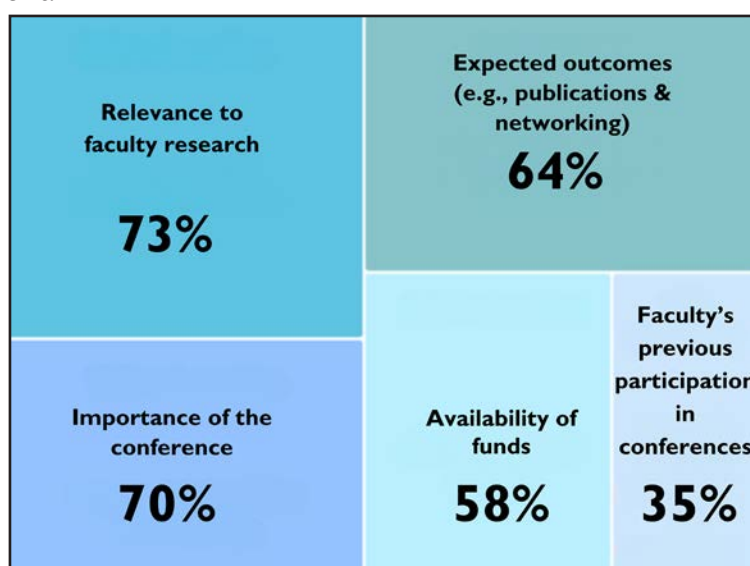 Relevance to
faculty research
73%
Expected outcomes
(e.g., publications &
networking)
64%
Importance of the
conference
70%
Availability of
funds
58%
Faculty's
previous
participation
in
conferences
35%